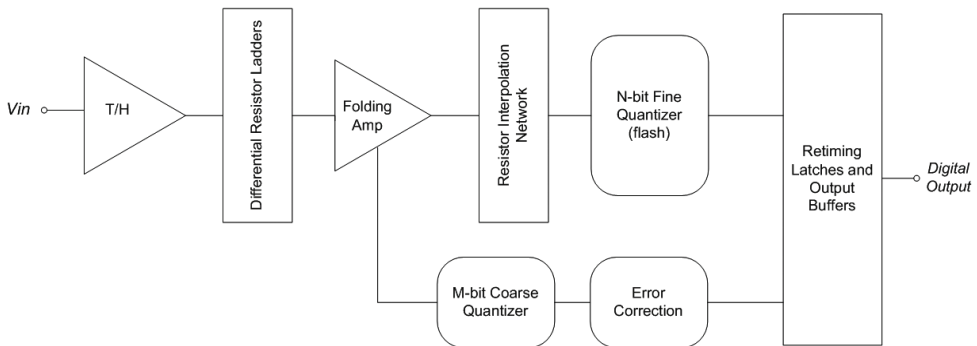 Vin
T/H
Differential Resistor Ladders
Folding
Amp
Resistor Interpolation
Network
N-bit Fine
Quantizer
(flash)
M-bit Coarse
Quantizer
Error
Correction
Retiming
Latches and
Output
Buffers
Digital
Output